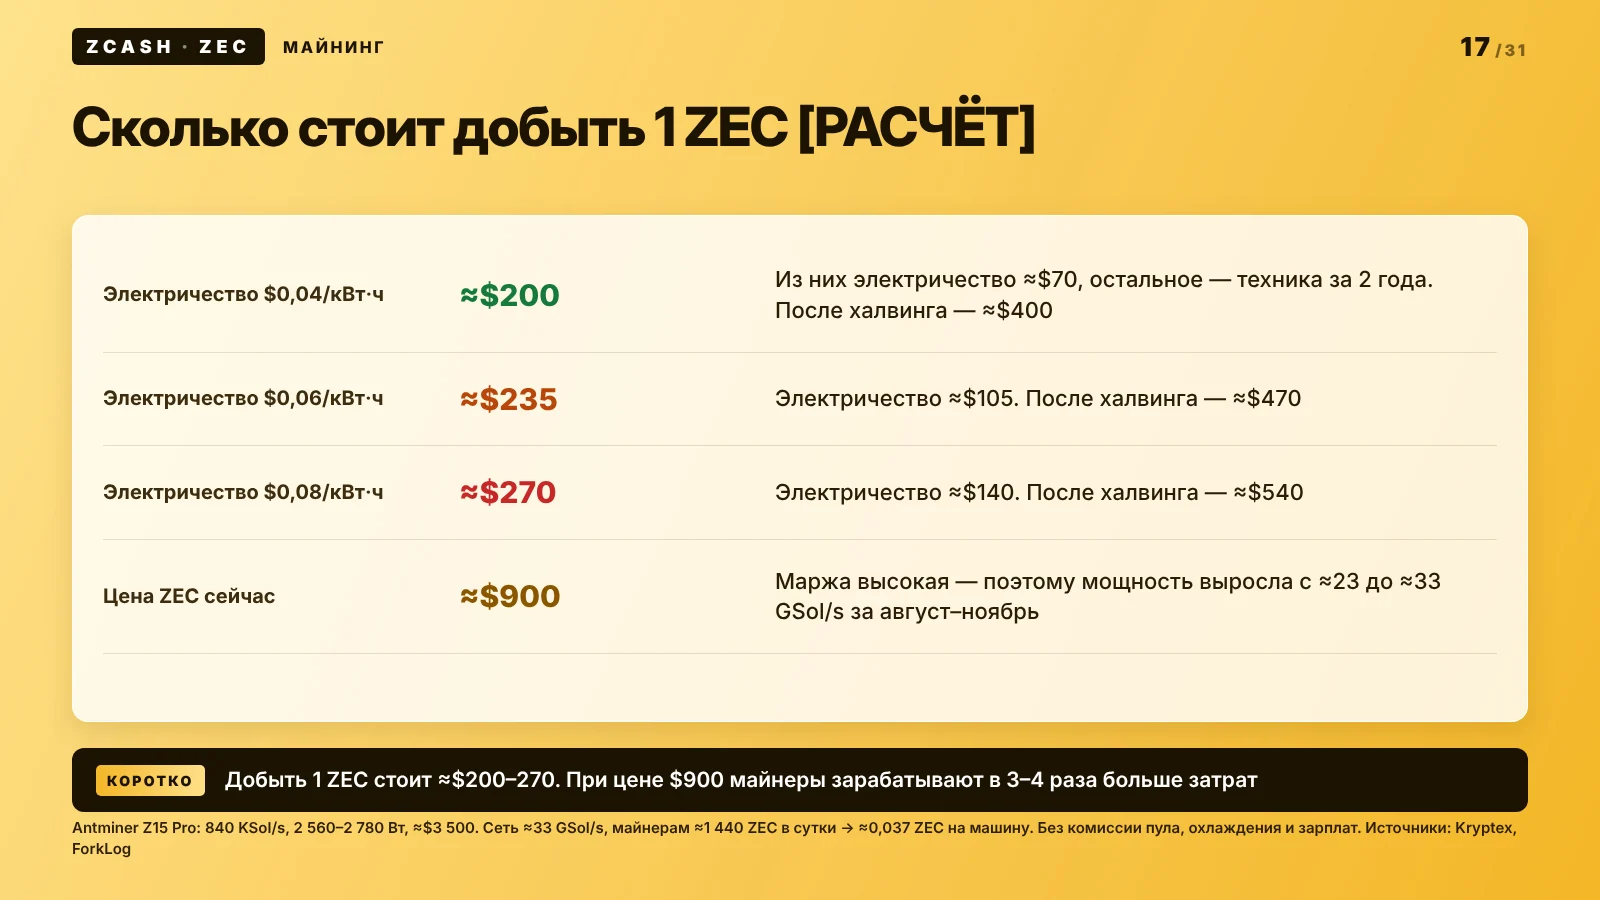 ZCASH · ZEC
МАЙНИНГ
17 /31
Сколько стоит добыть 1 ZEC [РАСЧЁТ]
Электричество $0,04/кВт·ч
≈$200
Из них электричество ≈$70, остальное — техника за 2 года.
После халвинга — ≈$400
Электричество $0,06/кВт·ч
≈$235
Электричество ≈$105. После халвинга — ≈$470
Электричество $0,08/кВт·ч
≈$270
Электричество ≈$140. После халвинга — ≈$540
Цена ZEC сейчас
≈$900
Маржа высокая — поэтому мощность выросла с ≈23 до ≈33
GSol/s за август–ноябрь
КОРОТКО
Добыть 1 ZEC стоит ≈$200–270. При цене $900 майнеры зарабатывают в 3–4 раза больше затрат
Antminer Z15 Pro: 840 KSol/s, 2 560–2 780 Вт, ≈$3 500. Сеть ≈33 GSol/s, майнерам ≈1 440 ZEC в сутки → ≈0,037 ZEC на машину. Без комиссии пула, охлаждения и зарплат. Источники: Kryptex,
ForkLog